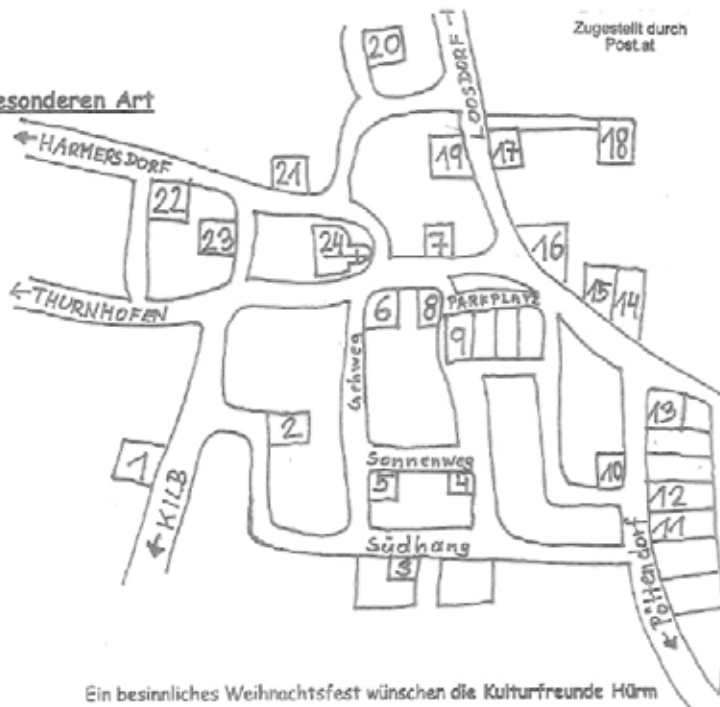 Zugestellt durch
Post.at
esonderen Art
LOOSDORF
HARMERSDORF
THURNHOFEN
KILB
PARKPLATZ
Gehweg
Sonnenweg
Südhang
Pöttendorf
20
19
17
18
21
22
23
24
7
16
15
14
6
8
9
13
2
1
10
12
11
5
4
3
Ein besinnliches Weihnachtsfest wünschen die Kulturfreunde Hürm